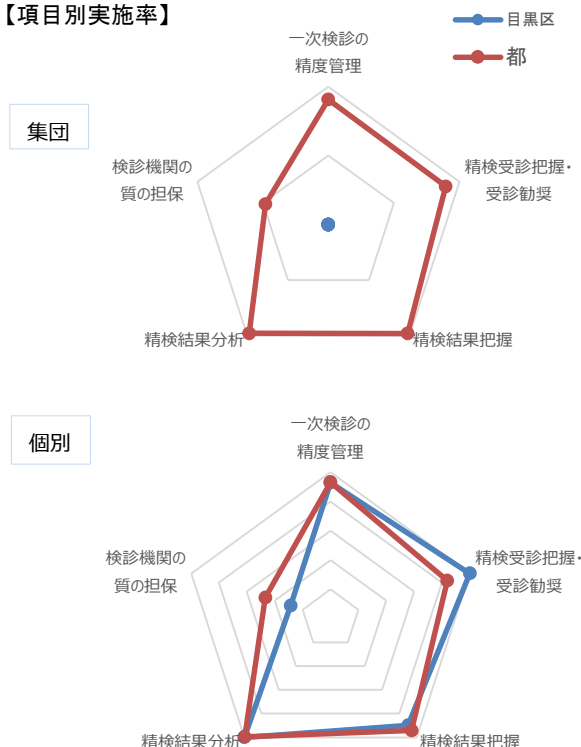 【項目別実施率】
目黒区
都
集団
一次検診の
精度管理
精検受診把握・
受診勧奨
精検結果把握
精検結果分析
検診機関の
質の担保
個別
一次検診の
精度管理
精検受診把握・
受診勧奨
精検結果把握
精検結果分析
検診機関の
質の担保